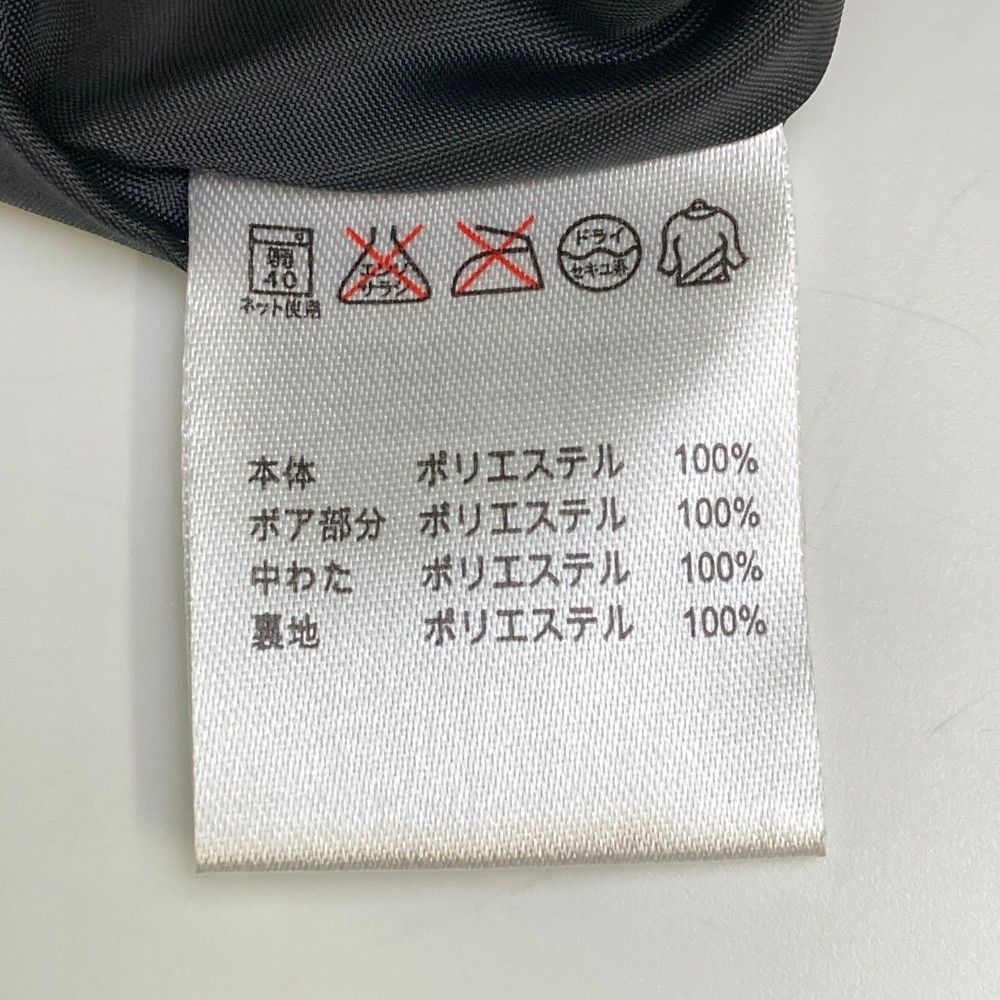 弱
40
ネット使用
エンソ
サラシ
ドライ
セキユ系
本体 ポリエステル 100%
ボア部分 ポリエステル 100%
中わた ポリエステル 100%
裏地 ポリエステル 100%